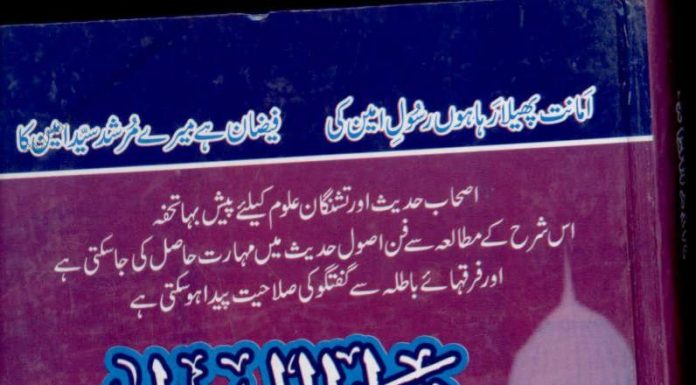 امانت پھیلا رہا ہوں رسولِ امین کی فیضان ہے میرے مرشد سید امین کا
اصحاب حدیث اور تشنگان علوم کیلئے پیش بہا تحفہ
اس شرح کے مطالعہ سے فن اصول حدیث میں مہارت حاصل کی جاسکتی ہے
اور فرقہائے باطلہ سے گفتگو کی صلاحیت پیدا ہوسکتی ہے